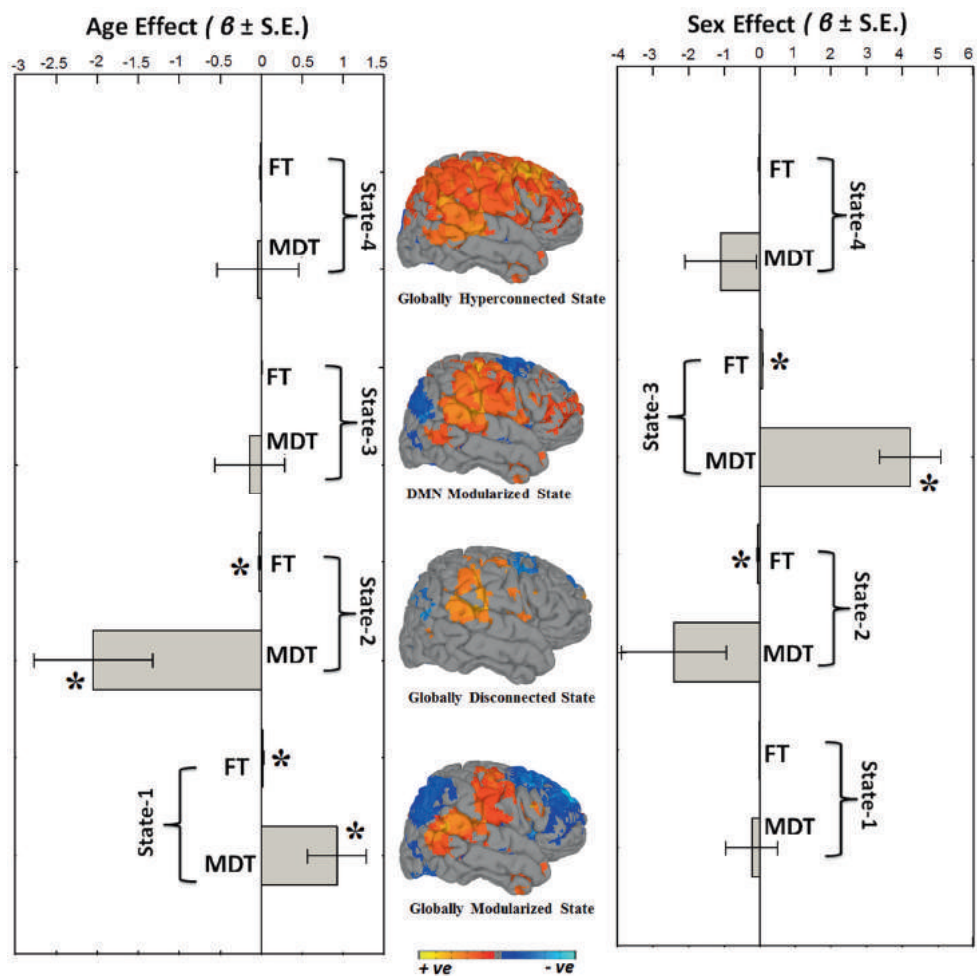 Age Effect ( β ± S.E.)
-3 -2.5 -2 -1.5 -1 -0.5 0 0.5 1 1.5
FT
MDT
State-4
FT
MDT
State-3
* FT
MDT
*
State-2
FT *
MDT *
State-1
Globally Hyperconnected State
DMN Modularized State
Globally Disconnected State
Globally Modularized State
+ ve - ve
Sex Effect ( β ± S.E.)
-4 -3 -2 -1 0 1 2 3 4 5 6
FT
MDT
State-4
FT *
MDT
*
State-3
* FT
MDT
State-2
FT
MDT
State-1